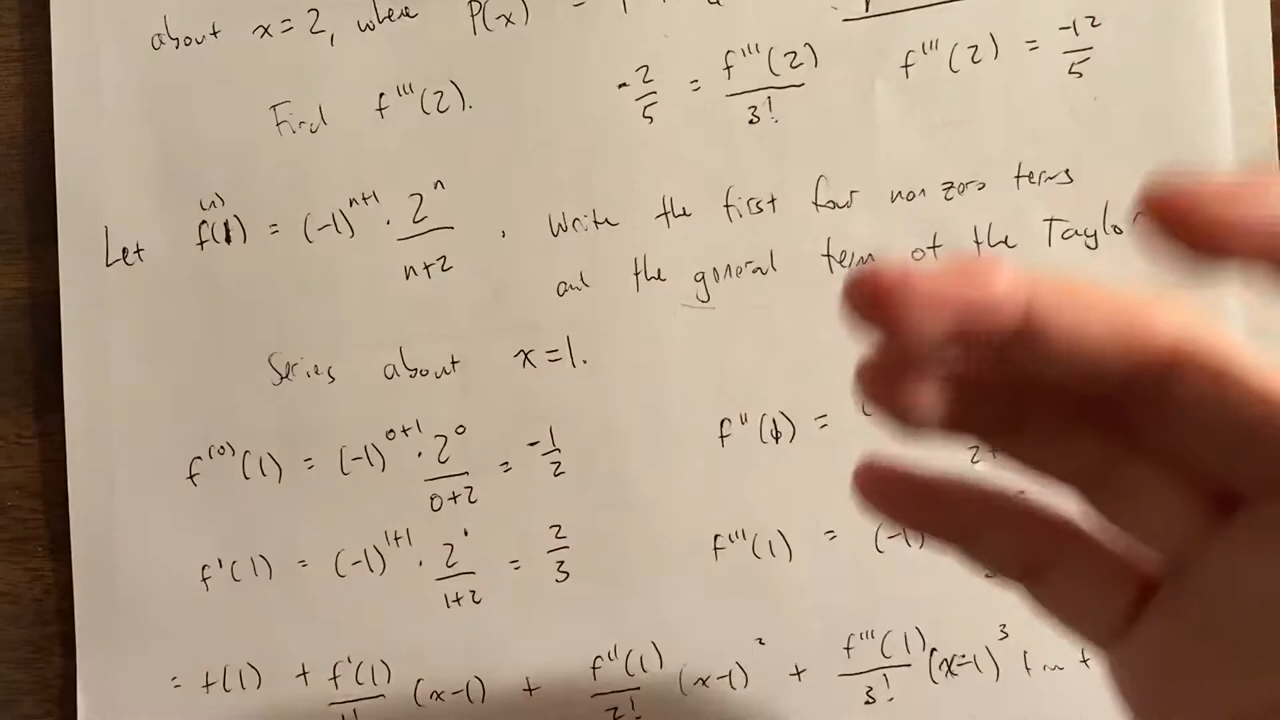 about x=2, where P(x)
Find f'''(2).
-2/5 = f'''(2)/3!
f'''(2) = -12/5
Let f^(n)(1) = (-1)^(n+1) · 2^n/(n+2) , Write the first four non zero terms
and the general term of the Taylor
Series about x=1.
f^(0)(1) = (-1)^(0+1) · 2^0/(0+2) = -1/2
f''(1) =
f'(1) = (-1)^(1+1) · 2^1/(1+2) = 2/3
f'''(1) = (-1)
= f(1) + f'(1)/1! (x-1) + f''(1)/2! (x-1)^2 + f'''(1)/3! (x-1)^3